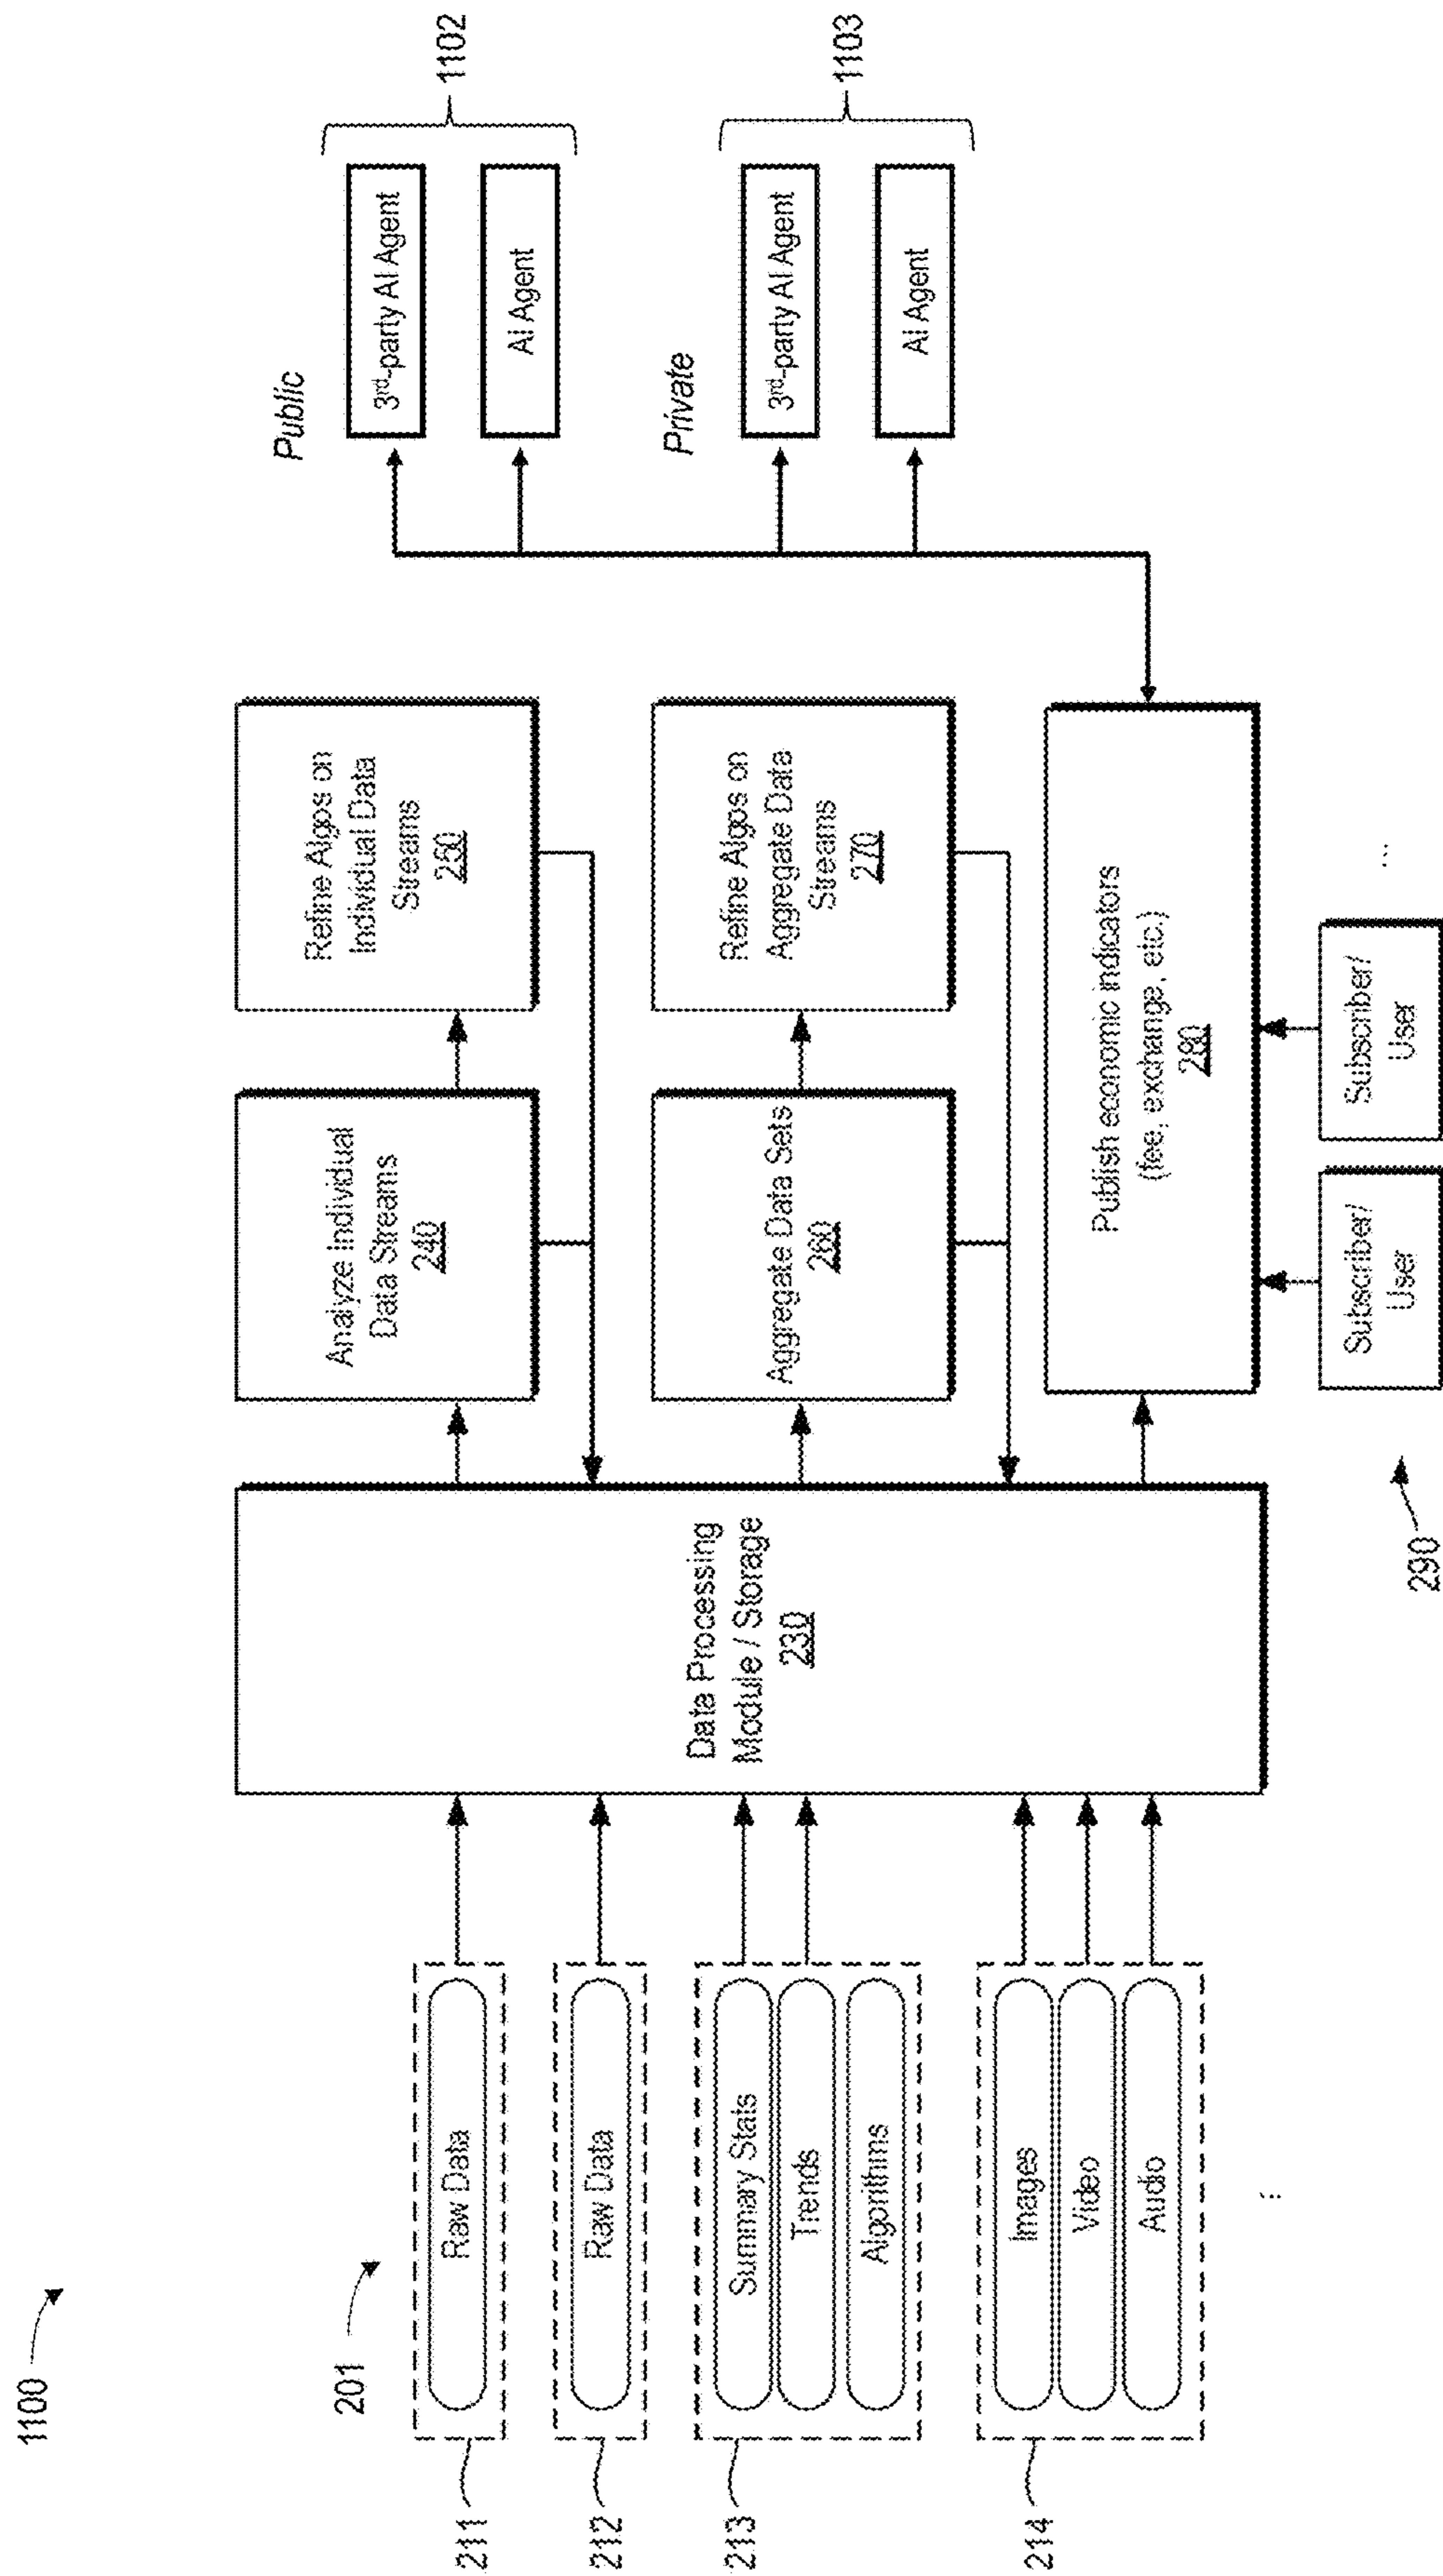 1100
201
211
Raw Data
212
Raw Data
213
Summary Stats
Trends
Algorithms
214
Images
Video
Audio
...
Data Processing
Module / Storage
230
Analyze Individual
Data Streams
240
Refine Algos on
Individual Data
Streams
250
Aggregate Data Sets
260
Refine Algos on
Aggregate Data
Streams
270
Publish economic indicators
(fee, exchange, etc.)
280
290
Subscriber/
User
Subscriber/
User
...
Public
3rd-party AI Agent
AI Agent
1102
Private
3rd-party AI Agent
AI Agent
1103